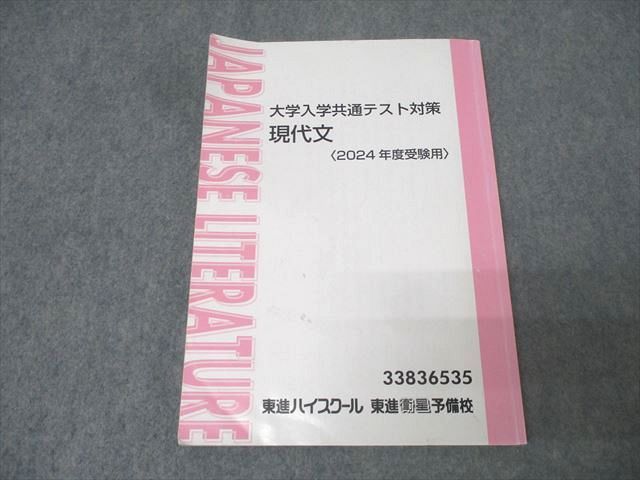 JAPANESE LITERATURE
大学入学共通テスト対策
現代文
〈2024年度受験用〉
33836535
東進ハイスクール 東進衛星予備校